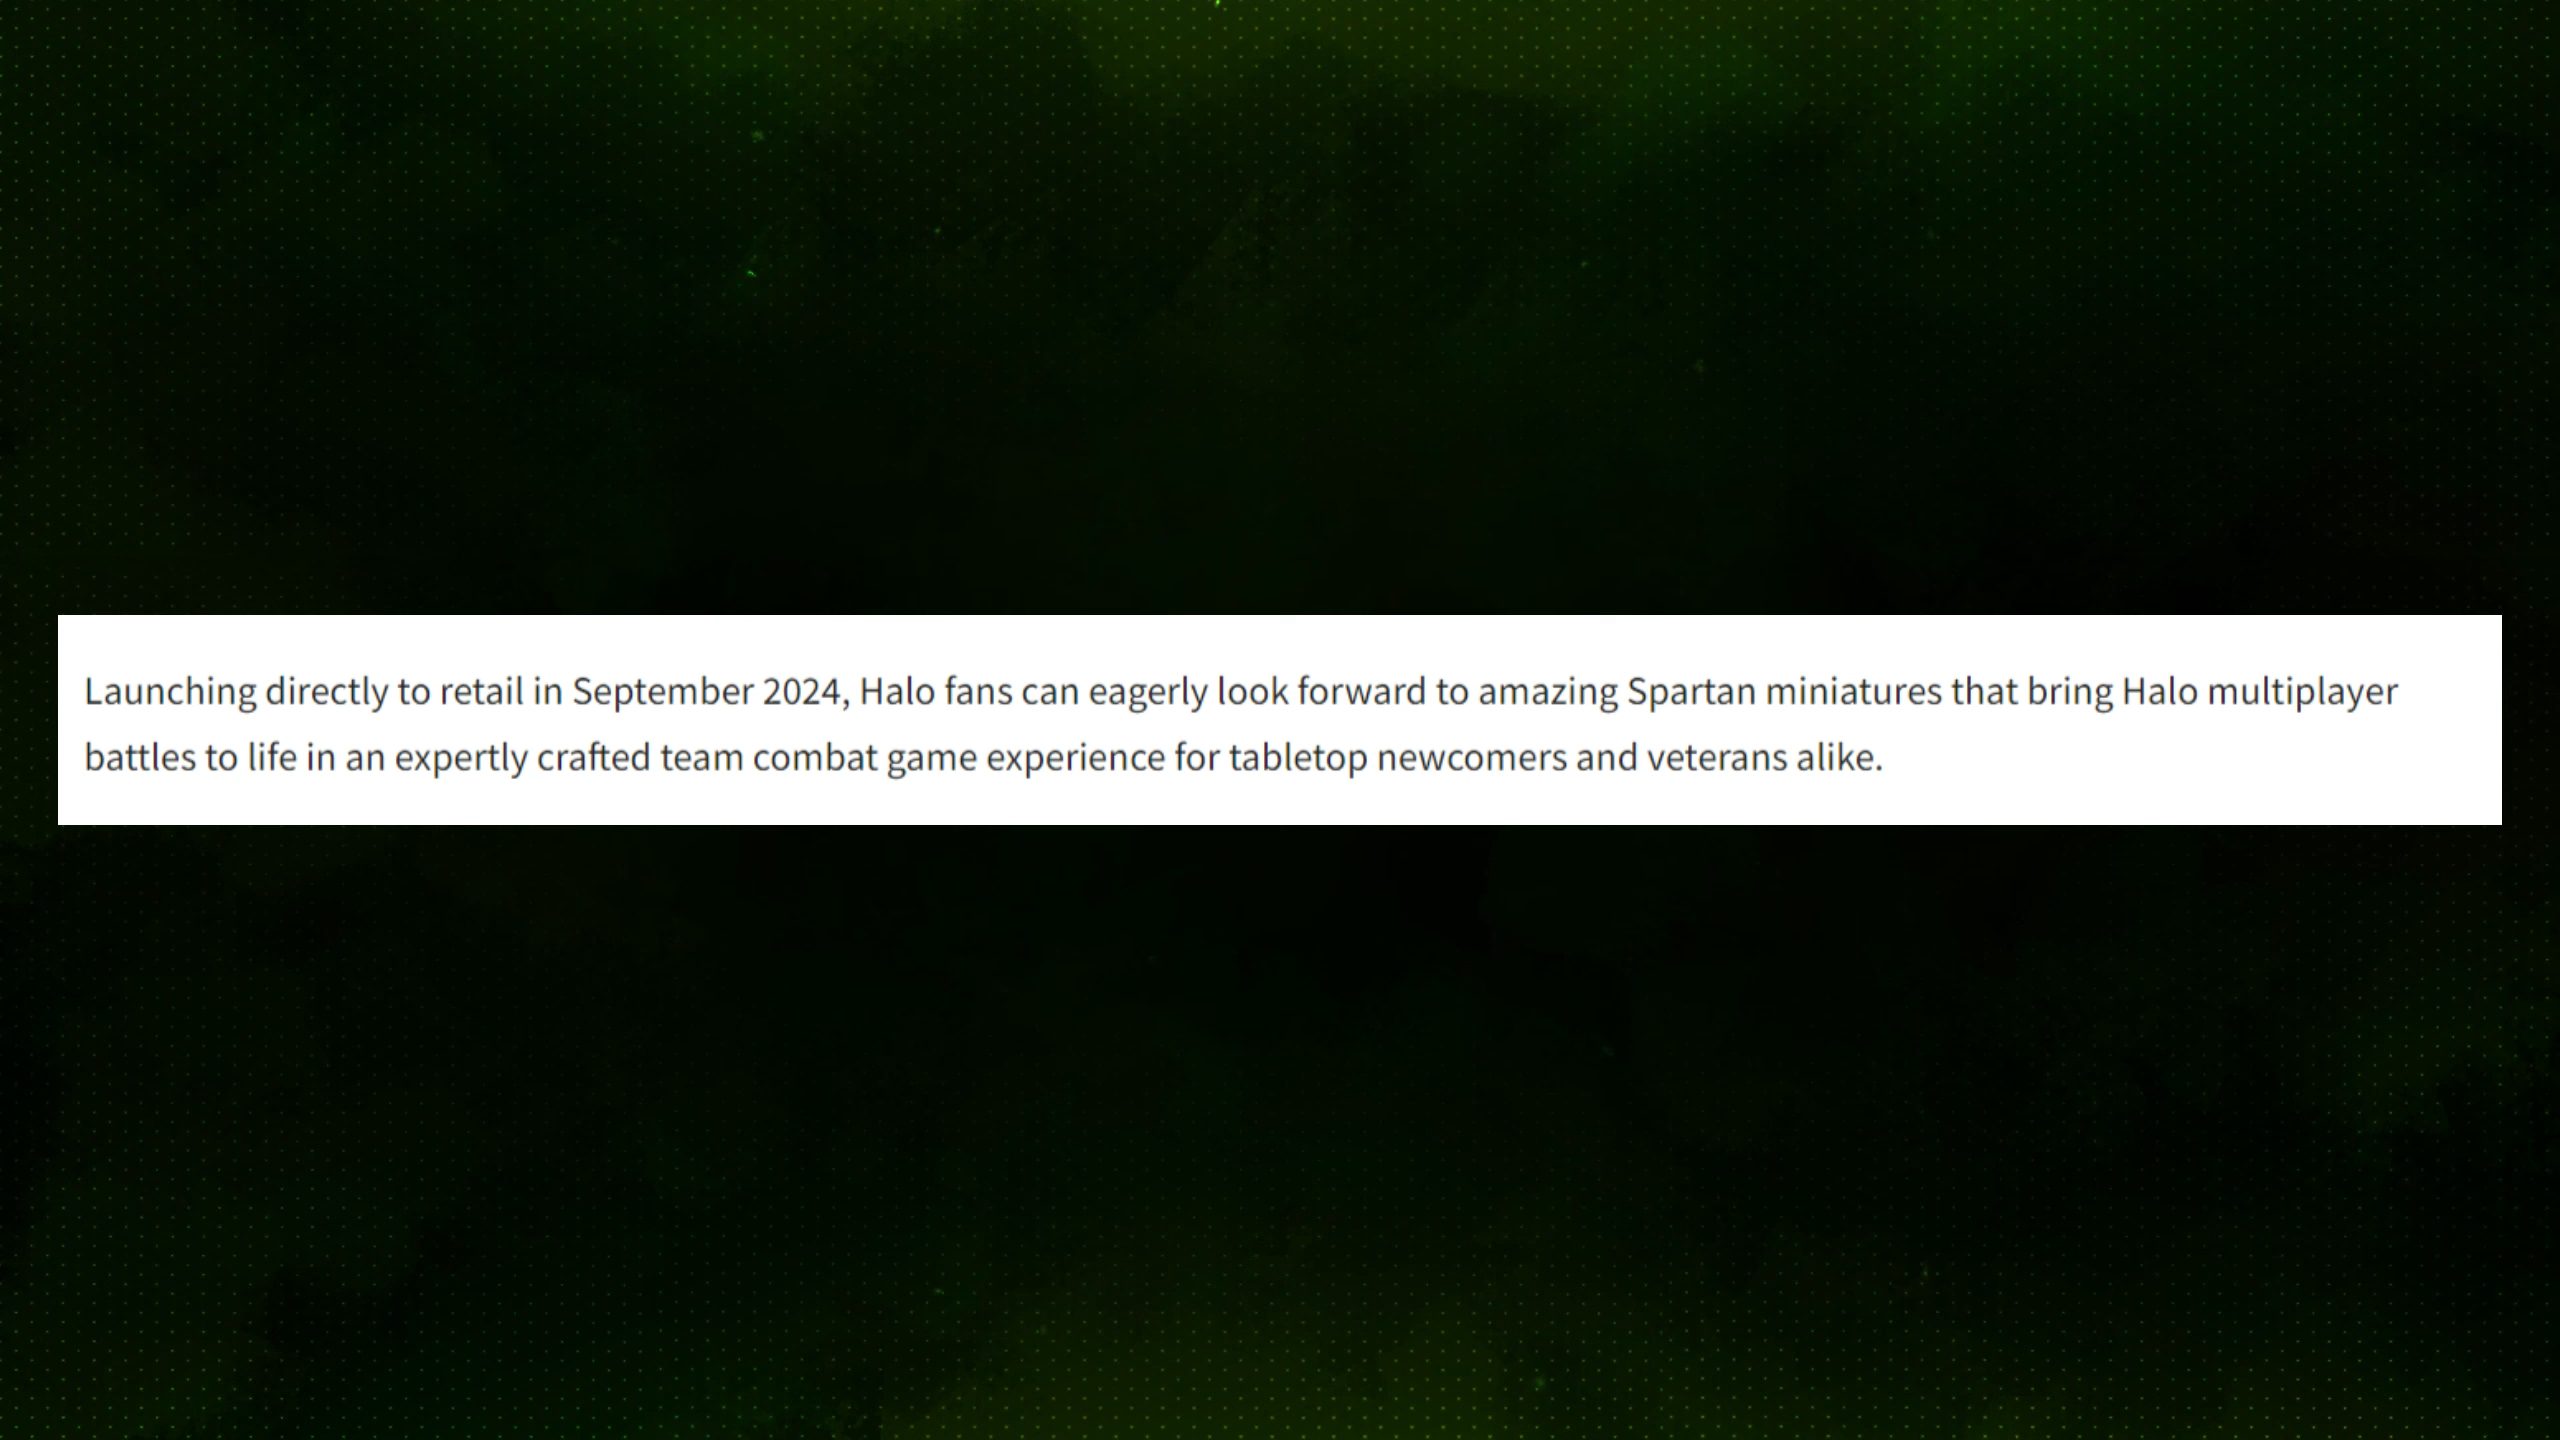 Launching directly to retail in September 2024, Halo fans can eagerly look forward to amazing Spartan miniatures that bring Halo multiplayer
battles to life in an expertly crafted team combat game experience for tabletop newcomers and veterans alike.